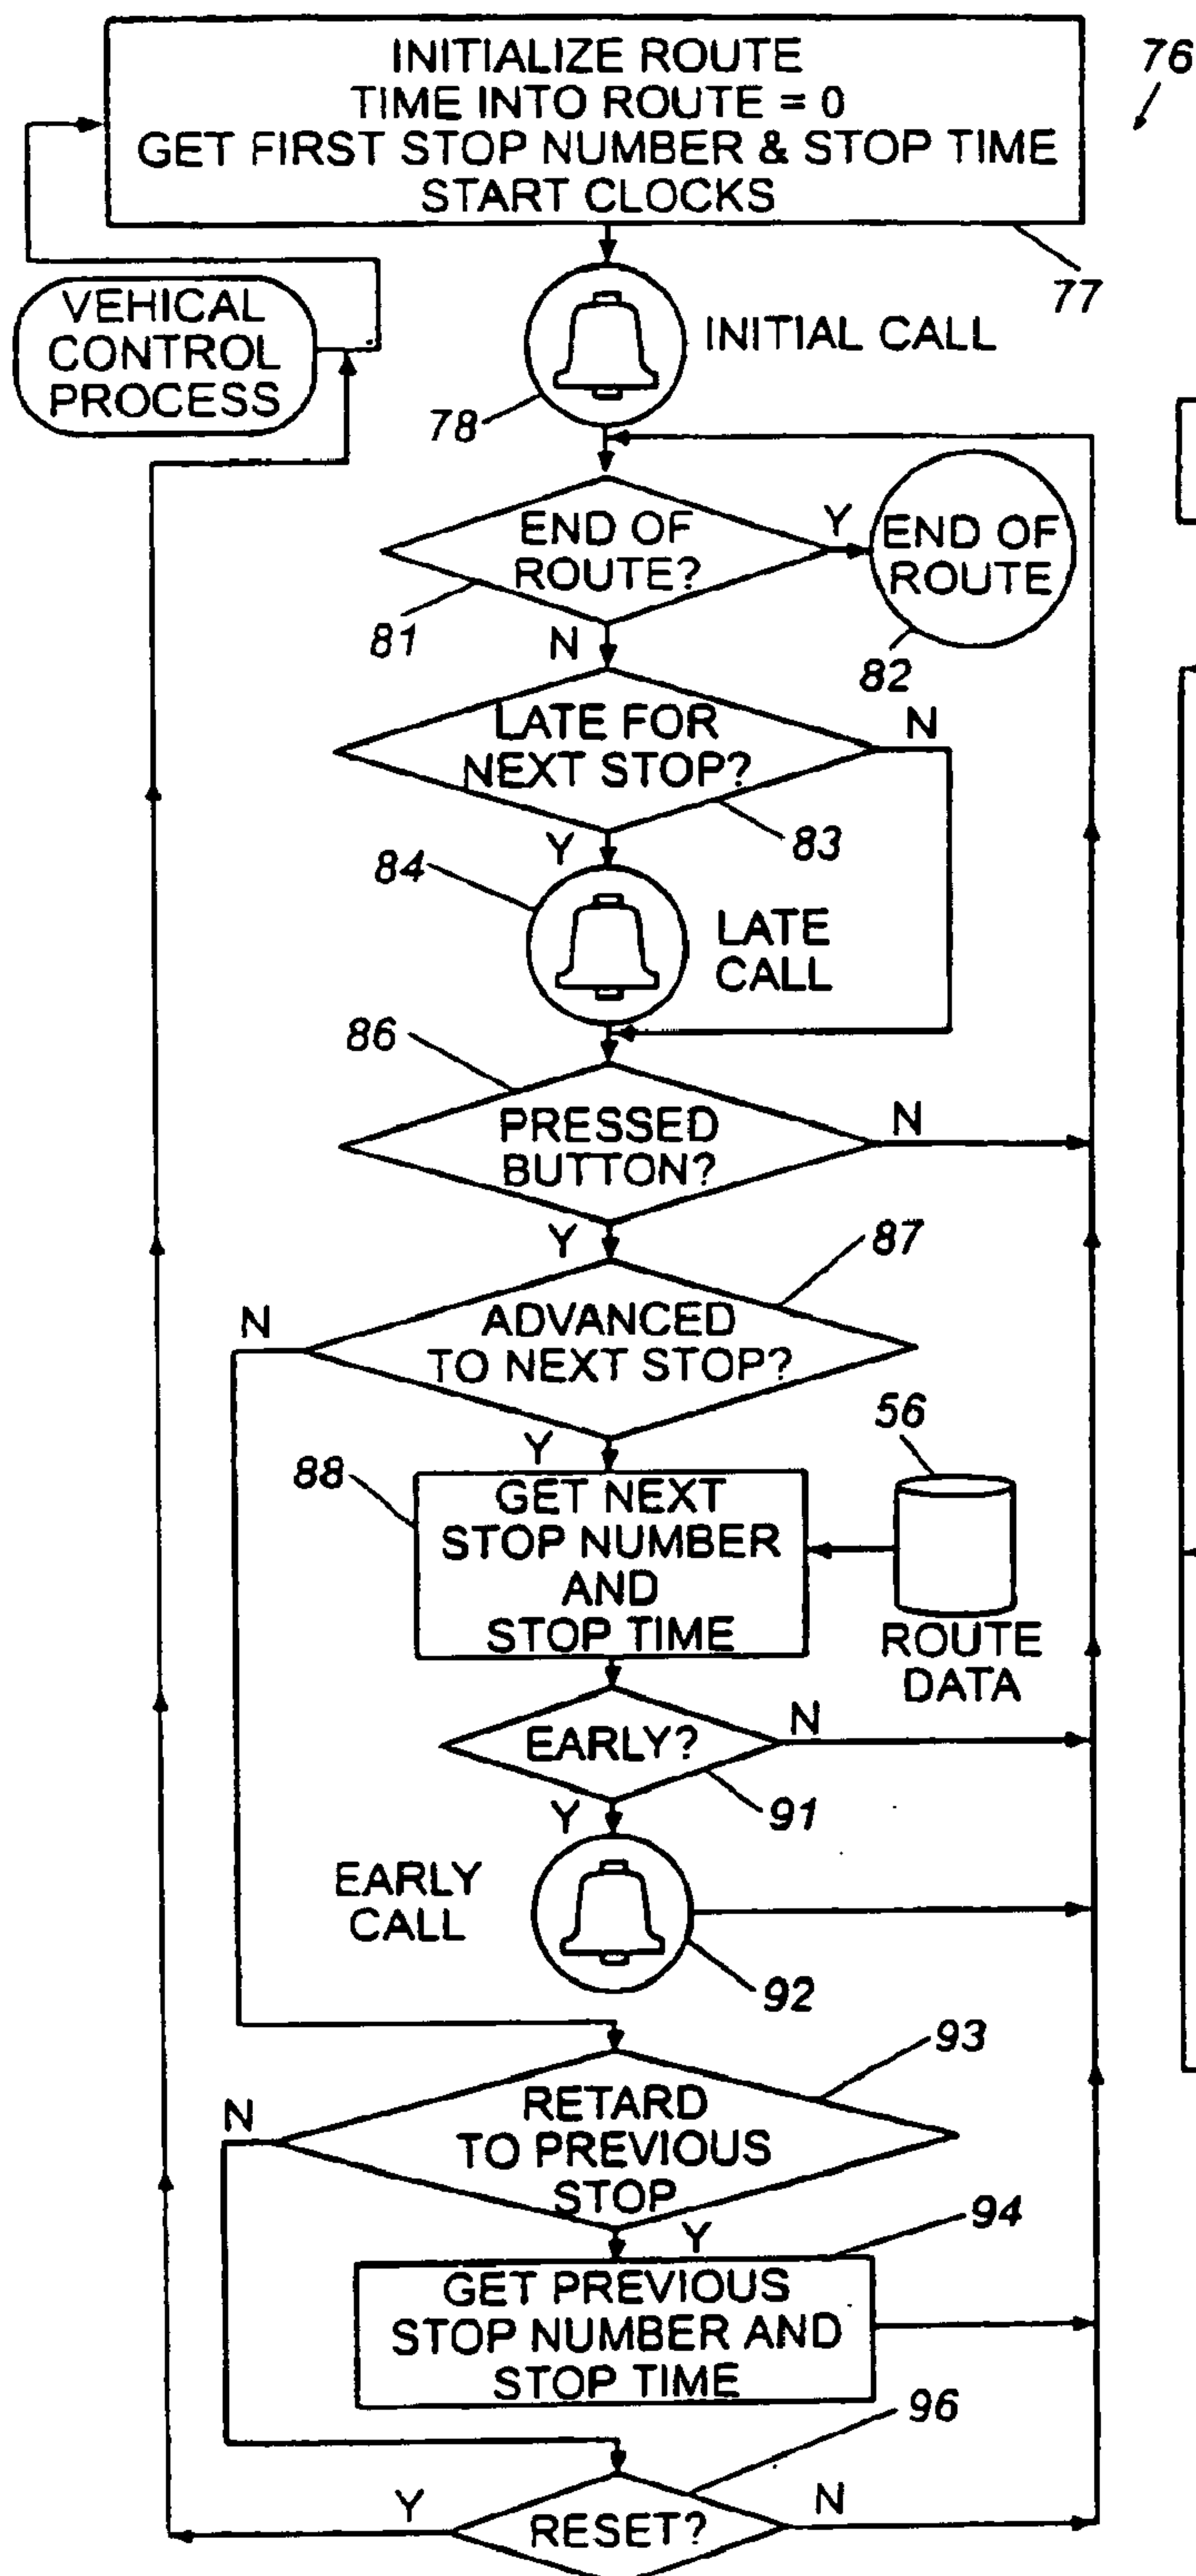 INITIALIZE ROUTE
TIME INTO ROUTE = 0
GET FIRST STOP NUMBER & STOP TIME
START CLOCKS
76
77
VEHICAL
CONTROL
PROCESS
INITIAL CALL
78
END OF
ROUTE?
Y
END OF
ROUTE
81
N
82
LATE FOR
NEXT STOP?
N
83
Y
84
LATE
CALL
86
PRESSED
BUTTON?
N
Y
87
ADVANCED
TO NEXT STOP?
N
Y
56
88
GET NEXT
STOP NUMBER
AND
STOP TIME
ROUTE
DATA
EARLY?
N
91
Y
EARLY
CALL
92
93
RETARD
TO PREVIOUS
STOP
N
Y
94
GET PREVIOUS
STOP NUMBER AND
STOP TIME
96
RESET?
Y
N